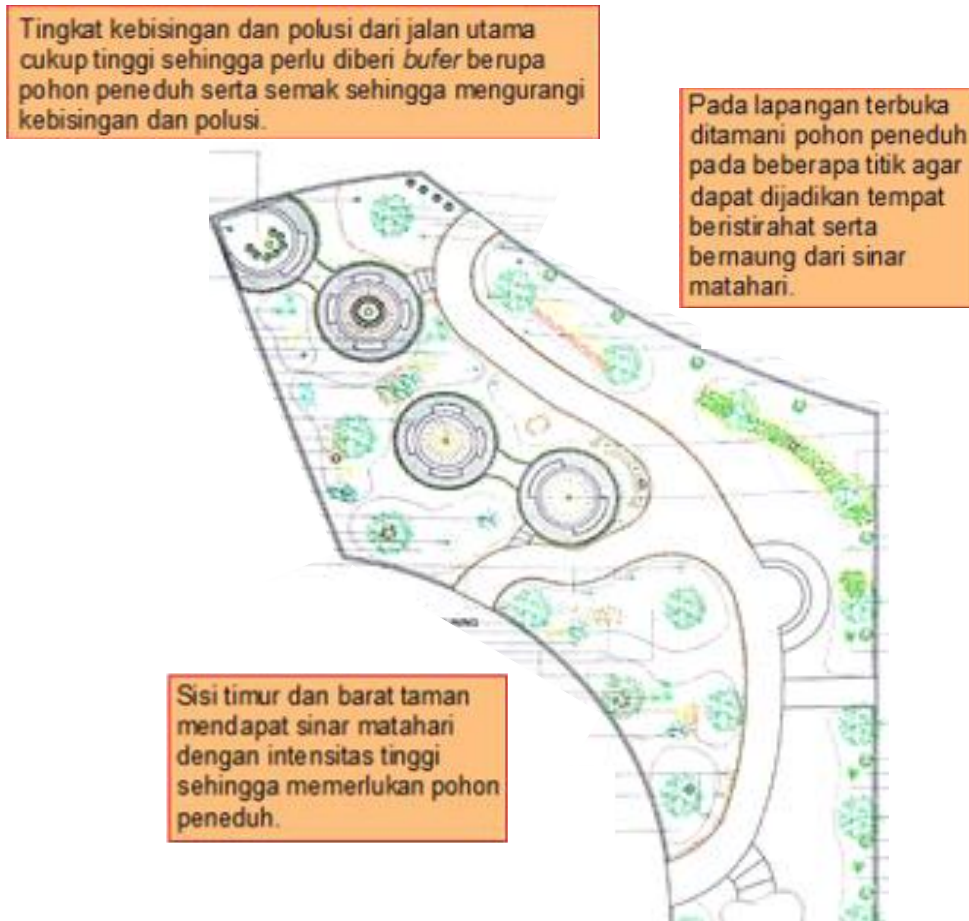 Tingkat kebisingan dan polusi dari jalan utama
cukup tinggi sehingga perlu diberi bufer berupa
pohon peneduh serta semak sehingga mengurangi
kebisingan dan polusi.
Pada lapangan terbuka
ditamani pohon peneduh
pada beberapa titik agar
dapat dijadikan tempat
beristirahat serta
bernaung dari sinar
matahari.
Sisi timur dan barat taman
mendapat sinar matahari
dengan intensitas tinggi
sehingga memerlukan pohon
peneduh.